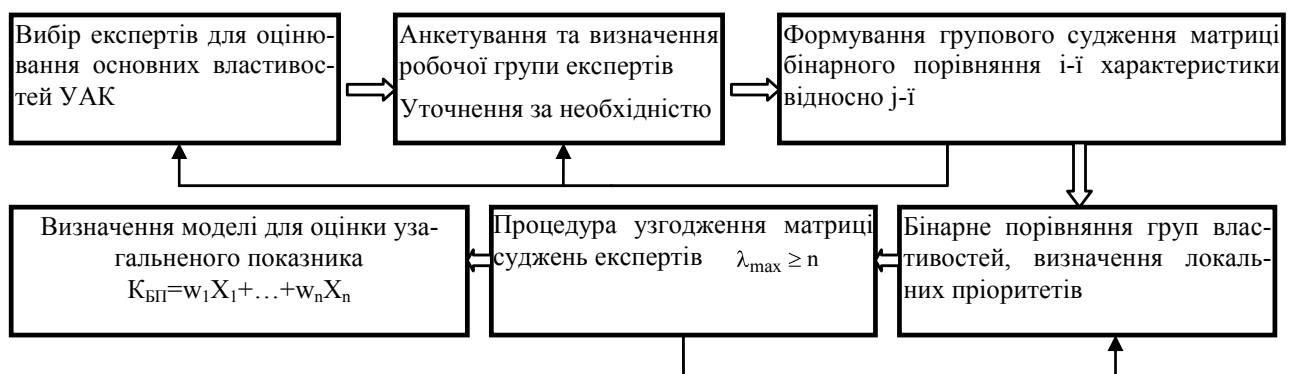 Вибір експертів для оціню-
вання основних властивос-
тей УАК
Анкетування та визначення
робочої групи експертів
Уточнення за необхідністю
Формування групового судження матриці
бінарного порівняння і-ї характеристики
відносно j-ї
Визначення моделі для оцінки уза-
гальненого показника
К_БП=w₁X₁+…+wₙXₙ
Процедура узгодження матриці
суджень експертів λ_max ≥ n
Бінарне порівняння груп влас-
тивостей, визначення локаль-
них пріоритетів